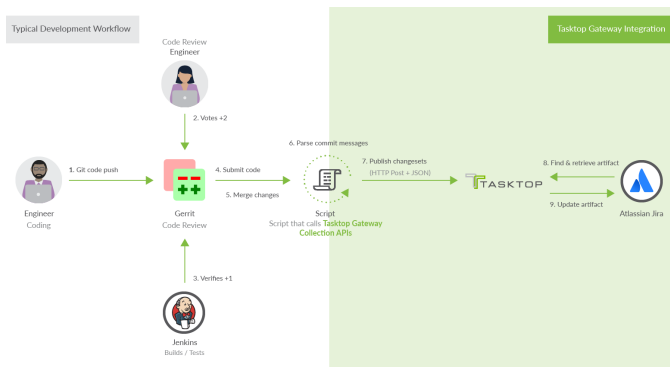 Typical Development Workflow
Tasktop Gateway Integration
Code Review
Engineer
2. Votes +2
6. Parse commit messages
1. Git code push
4. Submit code
5. Merge changes
7. Publish changesets
(HTTP Post + JSON)
TASKTOP
8. Find & retrieve artifact
9. Update artifact
Engineer
Coding
Gerrit
Code Review
Script
Script that calls Tasktop Gateway
Collection APIs
Atlassian Jira
3. Verifies +1
Jenkins
Builds / Tests